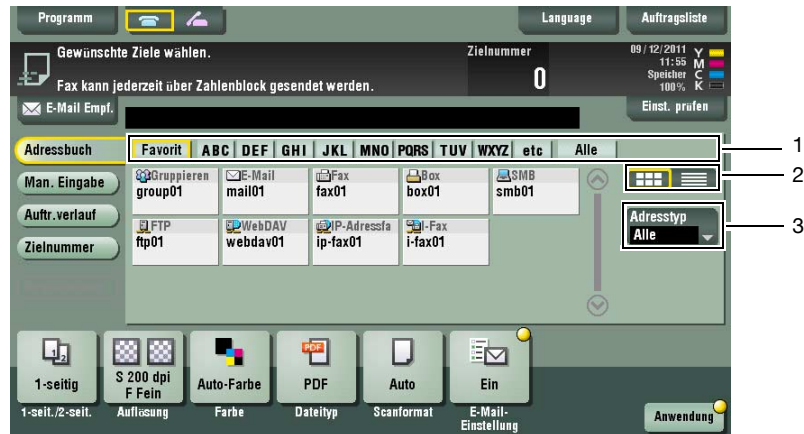 Programm
Language
Auftragsliste
Gewünschte Ziele wählen.
Zielnummer
0
09/12/2011
11:55
Speicher
100%
Y
M
C
K
Fax kann jederzeit über Zahlenblock gesendet werden.
E-Mail Empf.
Einst. prüfen
Adressbuch
Favorit ABC DEF GHI JKL MNO PQRS TUV WXYZ etc Alle
1
Man. Eingabe
Gruppieren
group01
E-Mail
mail01
Fax
fax01
Box
box01
SMB
smb01
2
Auftr.verlauf
FTP
ftp01
WebDAV
webdav01
IP-Adressfa
ip-fax01
I-Fax
i-fax01
Adresstyp
Alle
3
Zielnummer
1 2
PDF
1-seitig
S 200 dpi
F Fein
Auto-Farbe
PDF
Auto
Ein
1-seit./2-seit.
Auflösung
Farbe
Dateityp
Scanformat
E-Mail-
Einstellung
Anwendung